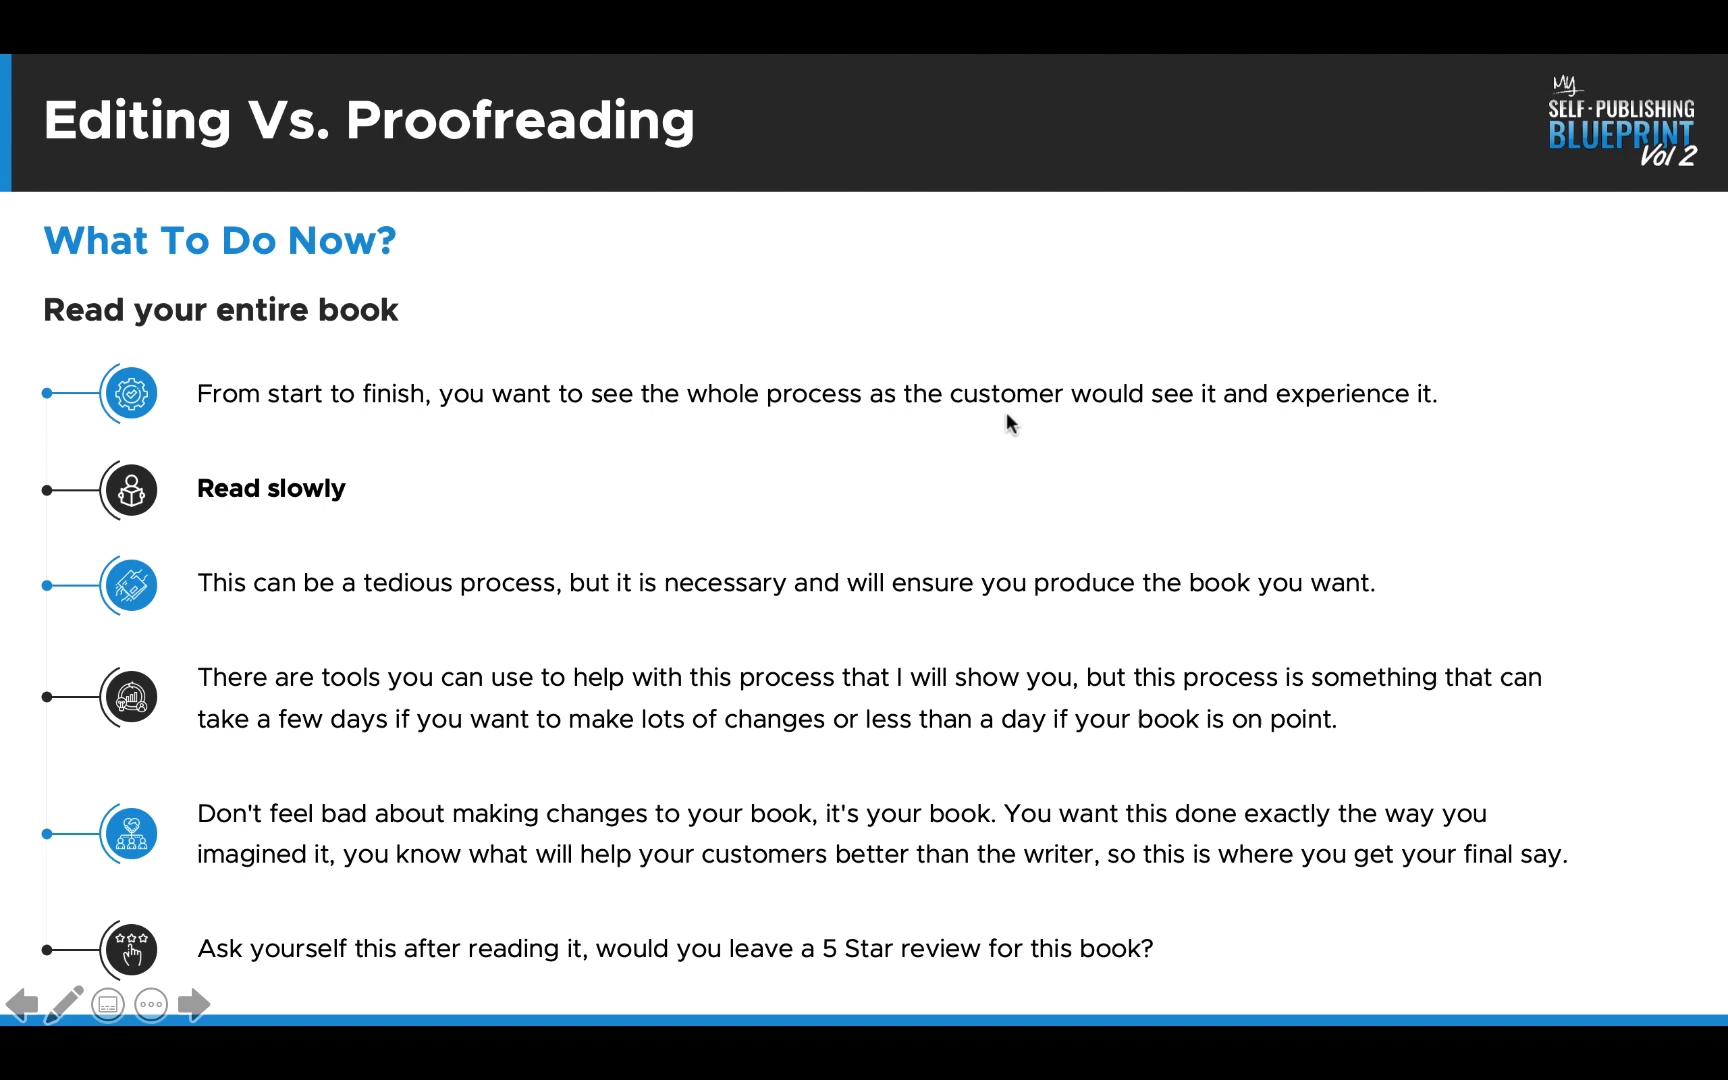 Editing Vs. Proofreading
My
SELF-PUBLISHING
BLUEPRINT
Vol 2
What To Do Now?
Read your entire book
From start to finish, you want to see the whole process as the customer would see it and experience it.
Read slowly
This can be a tedious process, but it is necessary and will ensure you produce the book you want.
There are tools you can use to help with this process that I will show you, but this process is something that can
take a few days if you want to make lots of changes or less than a day if your book is on point.
Don't feel bad about making changes to your book, it's your book. You want this done exactly the way you
imagined it, you know what will help your customers better than the writer, so this is where you get your final say.
Ask yourself this after reading it, would you leave a 5 Star review for this book?